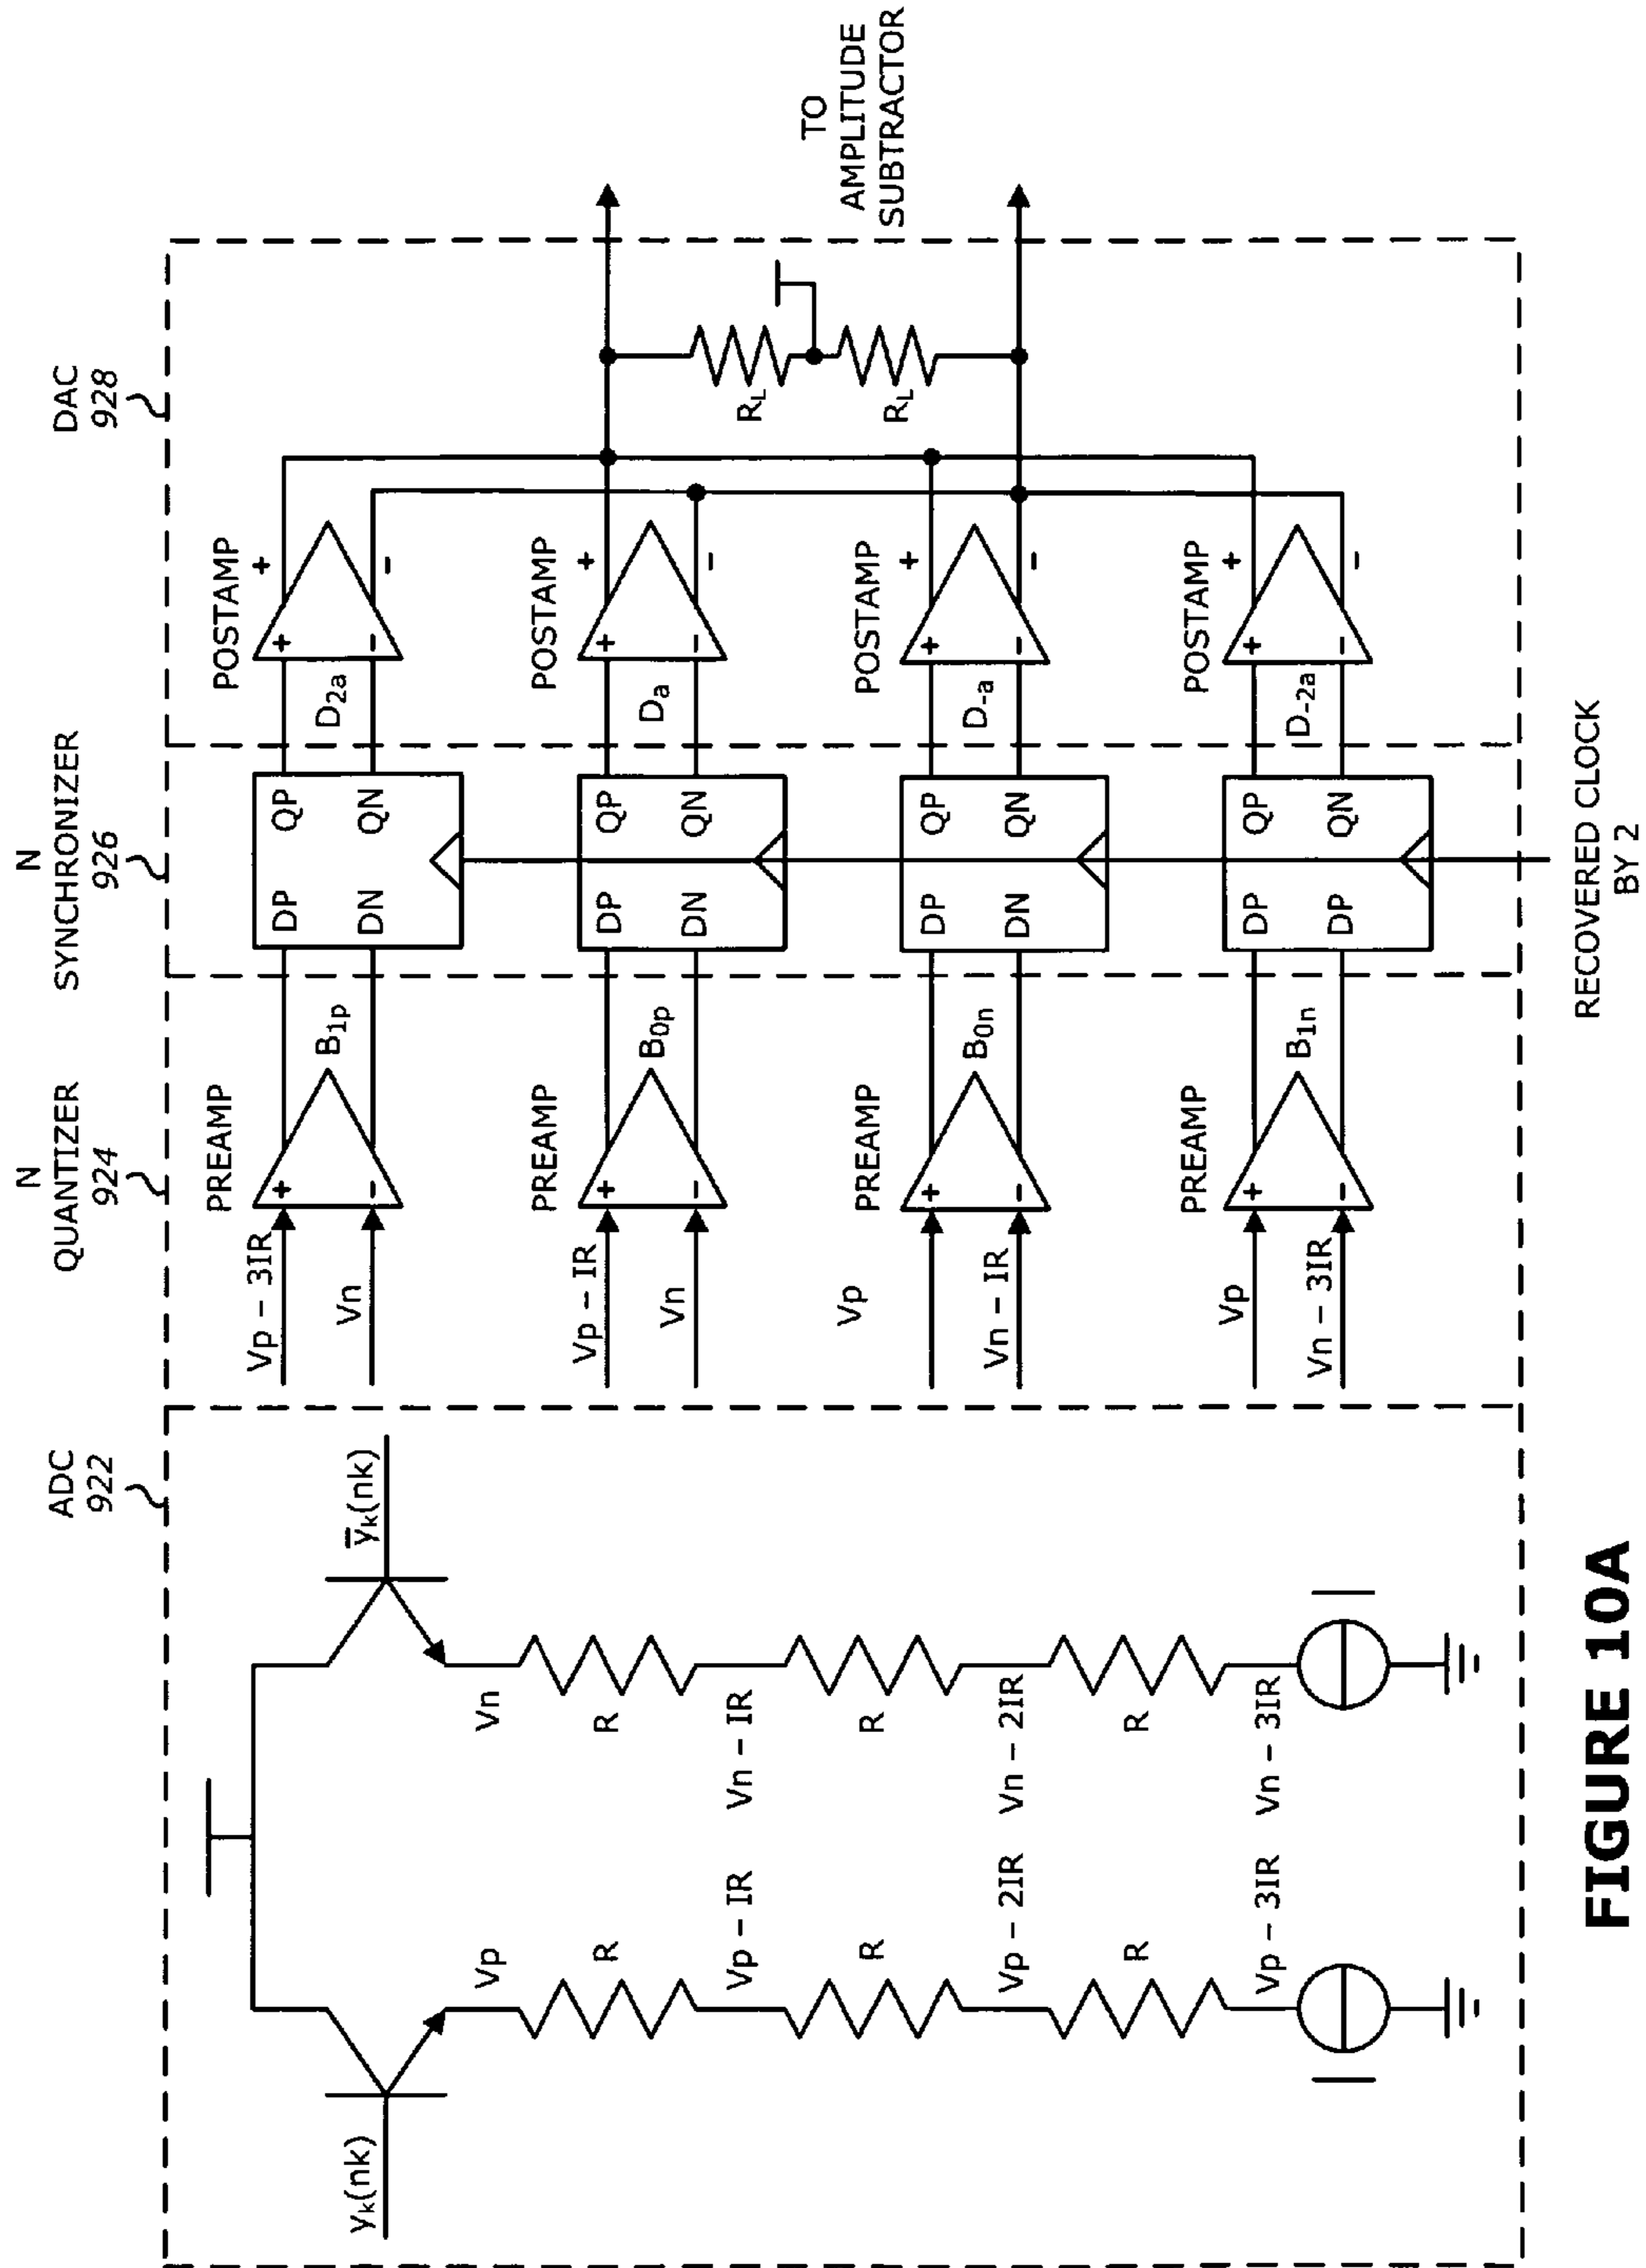 ADC
922
N
QUANTIZER
924
N
SYNCHRONIZER
926
DAC
928
yₖ(nk)
y̅ₖ(nk)
Vp
Vn
R
R
Vp – IR
Vn – IR
R
R
Vp – 2IR
Vn – 2IR
R
R
Vp – 3IR
Vn – 3IR
I
I
PREAMP
Vp – 3IR
+
Vn
–
B1p
DP
QP
DN
QN
POSTAMP
D2a
+
–
+
–
PREAMP
Vp – IR
+
Vn
–
B0p
DP
QP
DN
QN
POSTAMP
Da
+
–
+
–
PREAMP
Vp
+
Vn – IR
–
B0n
DP
QP
DN
QN
POSTAMP
D-a
+
–
+
–
PREAMP
Vp
+
Vn – 3IR
–
B1n
DP
QP
DP
QN
POSTAMP
D-2a
+
–
+
–
RL
RL
TO
AMPLITUDE
SUBTRACTOR
RECOVERED CLOCK
BY 2
FIGURE 10A